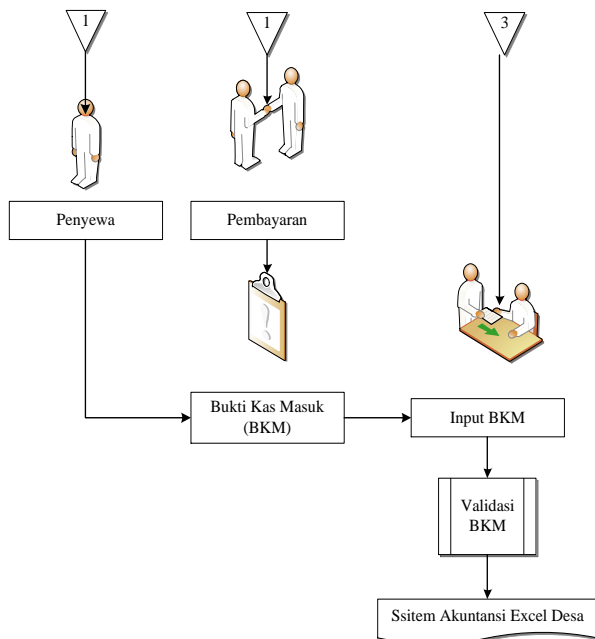 1
1
3
Penyewa
Pembayaran
Bukti Kas Masuk
(BKM)
Input BKM
Validasi
BKM
Ssitem Akuntansi Excel Desa